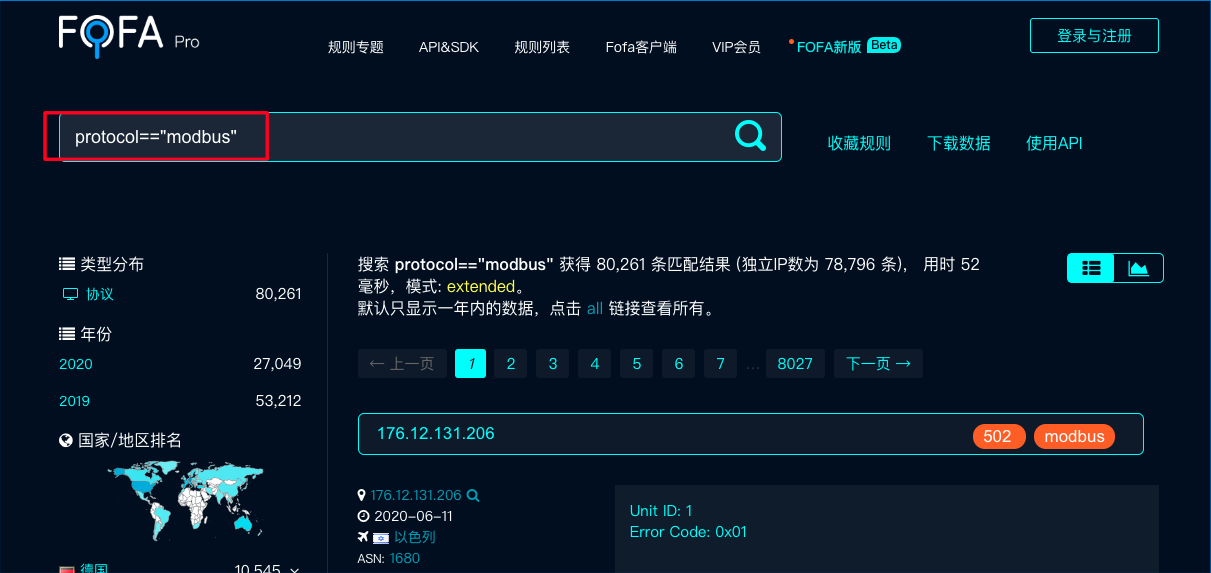 FOFA Pro
规则专题 API&SDK 规则列表 Fofa客户端 VIP会员 FOFA新版 Beta
登录与注册
protocol=="modbus"
收藏规则 下载数据 使用API
类型分布
协议 80,261
年份
2020 27,049
2019 53,212
国家/地区排名
德国 10,545
搜索 protocol=="modbus" 获得 80,261 条匹配结果 (独立IP数为 78,796 条)， 用时 52
毫秒，模式: extended。
默认只显示一年内的数据，点击 all 链接查看所有。
← 上一页 1 2 3 4 5 6 7 ... 8027 下一页 →
176.12.131.206 502 modbus
176.12.131.206
2020-06-11
以色列
ASN: 1680
Unit ID: 1
Error Code: 0x01